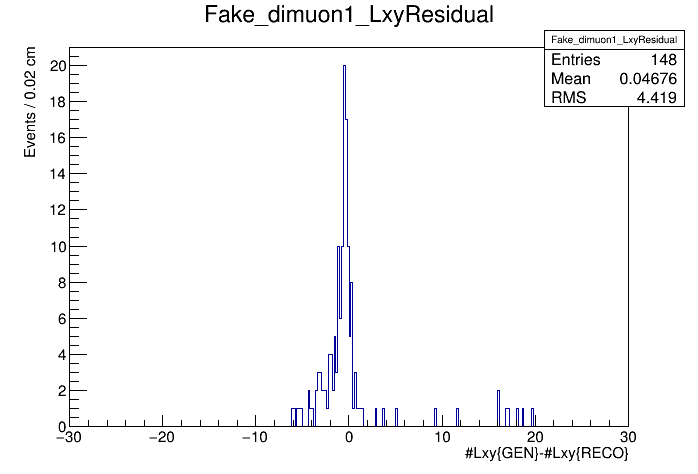 Fake_dimuon1_LxyResidual
Fake_dimuon1_LxyResidual
Entries 148
Mean 0.04676
RMS 4.419
Events / 0.02 cm
20
18
16
14
12
10
8
6
4
2
0
−30 −20 −10 0 10 20 30
#Lxy{GEN}-#Lxy{RECO}